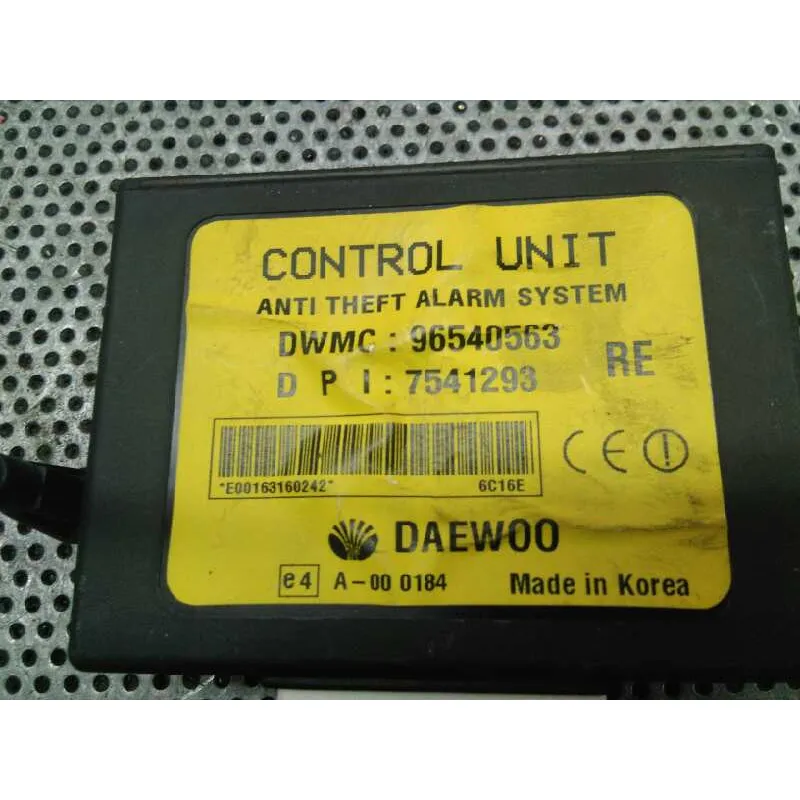 CONTROL UNIT
ANTI THEFT ALARM SYSTEM
DWMC : 96540563
D P I : 7541293
RE
*E00163160242* 6C16E
CE
DAEWOO
e4 A-00 0184 Made in Korea